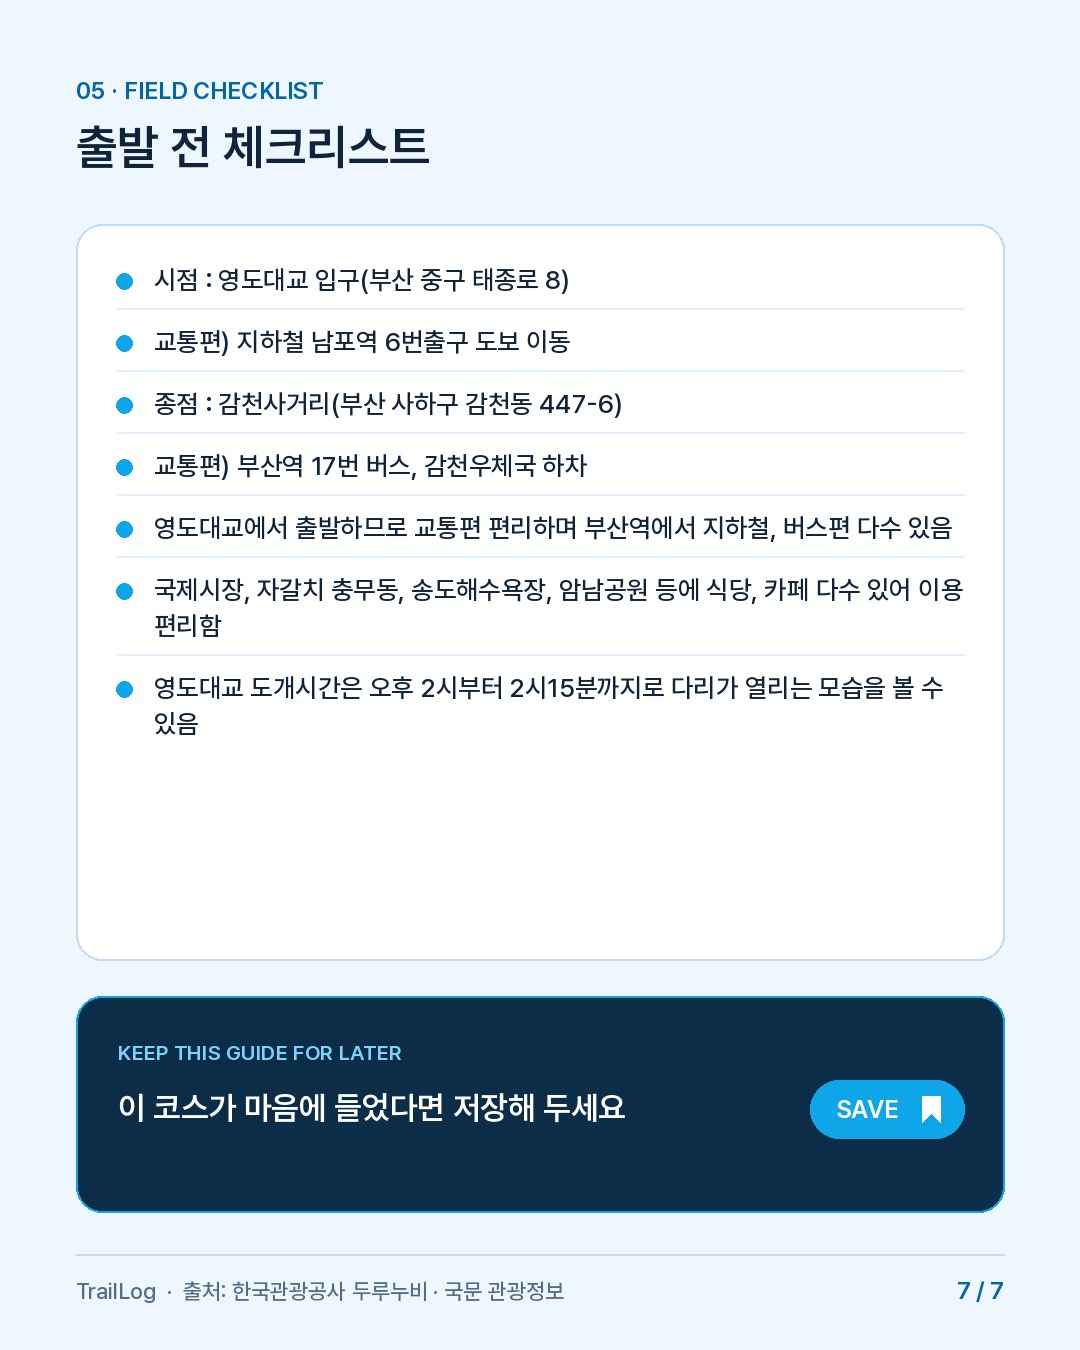 05 · FIELD CHECKLIST
출발 전 체크리스트
시점 : 영도대교 입구(부산 중구 태종로 8)
교통편) 지하철 남포역 6번출구 도보 이동
종점 : 감천사거리(부산 사하구 감천동 447-6)
교통편) 부산역 17번 버스, 감천우체국 하차
영도대교에서 출발하므로 교통편 편리하며 부산역에서 지하철, 버스편 다수 있음
국제시장, 자갈치 충무동, 송도해수욕장, 암남공원 등에 식당, 카페 다수 있어 이용
편리함
영도대교 도개시간은 오후 2시부터 2시15분까지로 다리가 열리는 모습을 볼 수
있음
KEEP THIS GUIDE FOR LATER
이 코스가 마음에 들었다면 저장해 두세요
SAVE
TrailLog · 출처: 한국관광공사 두루누비 · 국문 관광정보
7 / 7